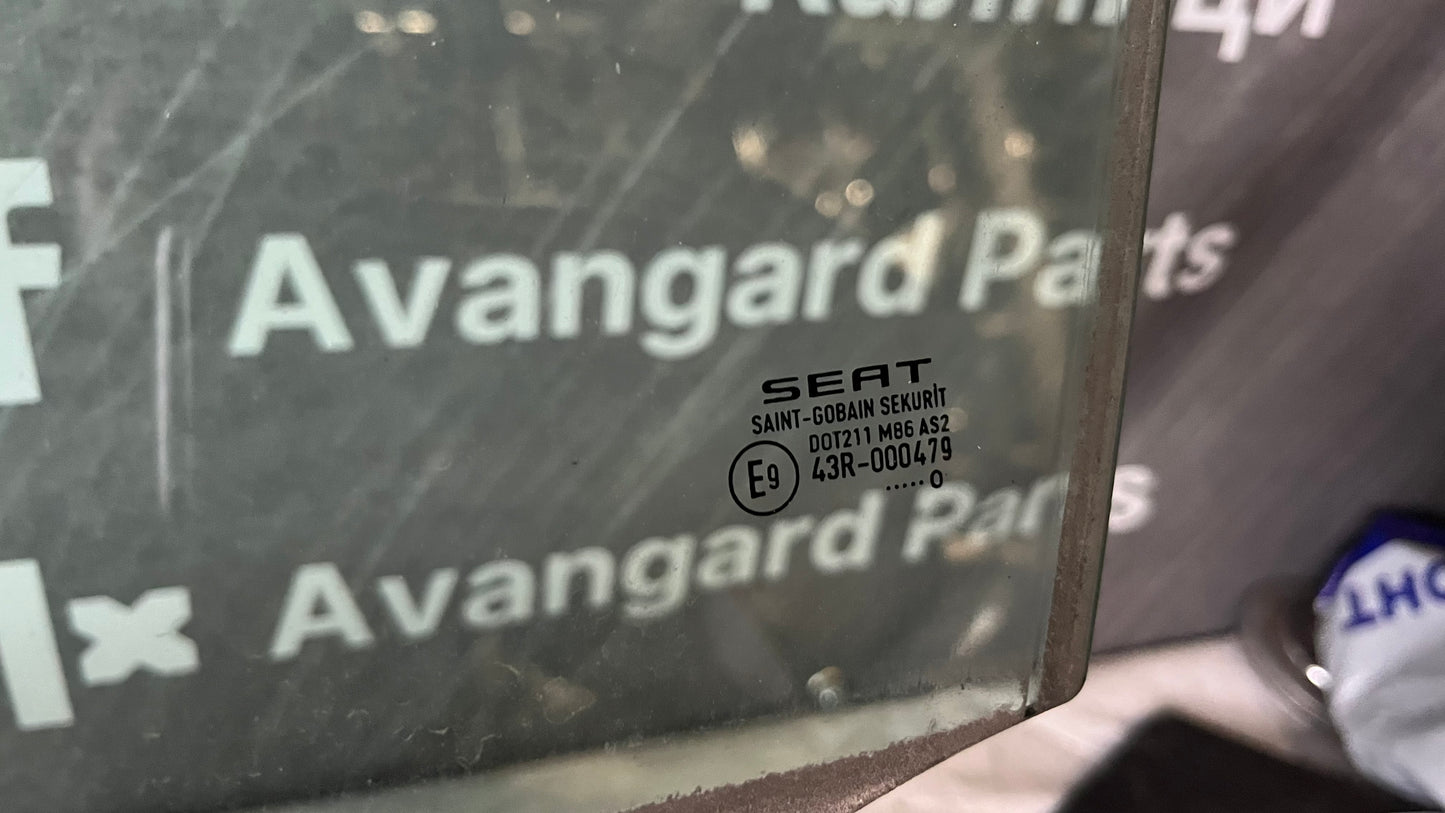 Avangard Parts
SEAT
SAINT-GOBAIN SEKURIT
DOT211 M86 AS2
E9 43R-000479
.....0
Avangard Parts